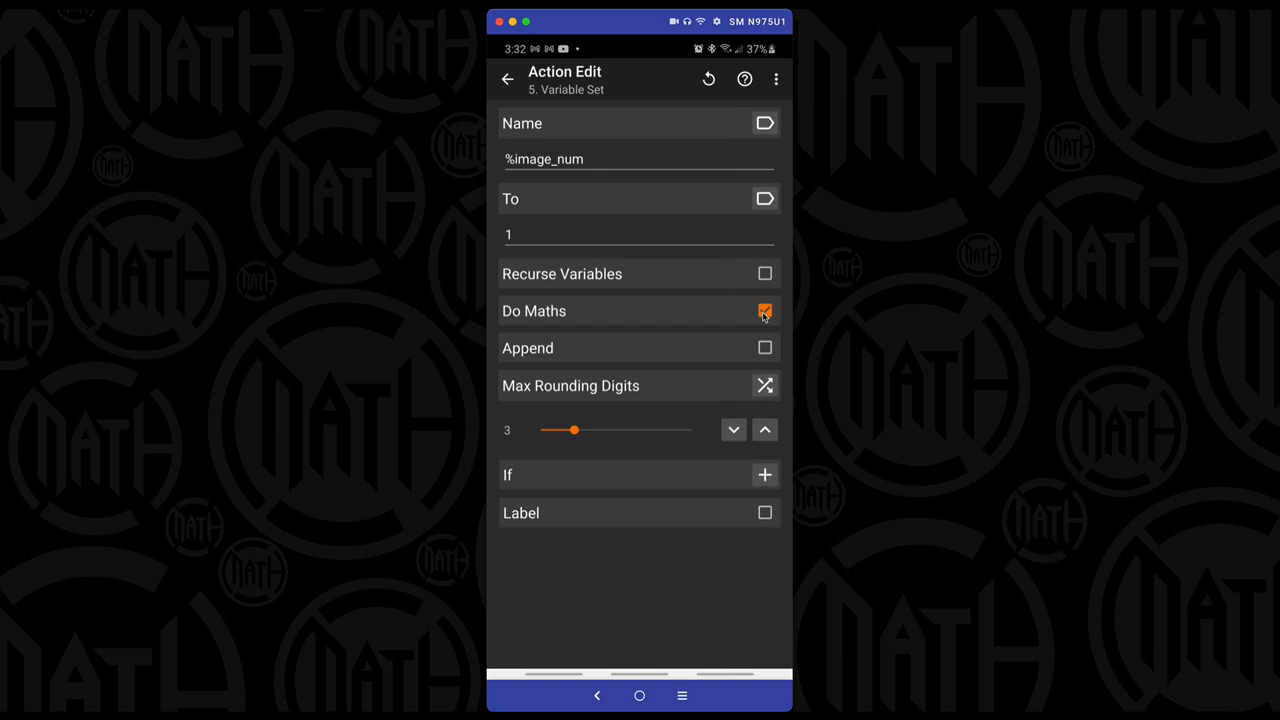 SM N975U1
3:32
37%
Action Edit
5. Variable Set
Name
%image_num
To
1
Recurse Variables
Do Maths
Append
Max Rounding Digits
3
If
Label